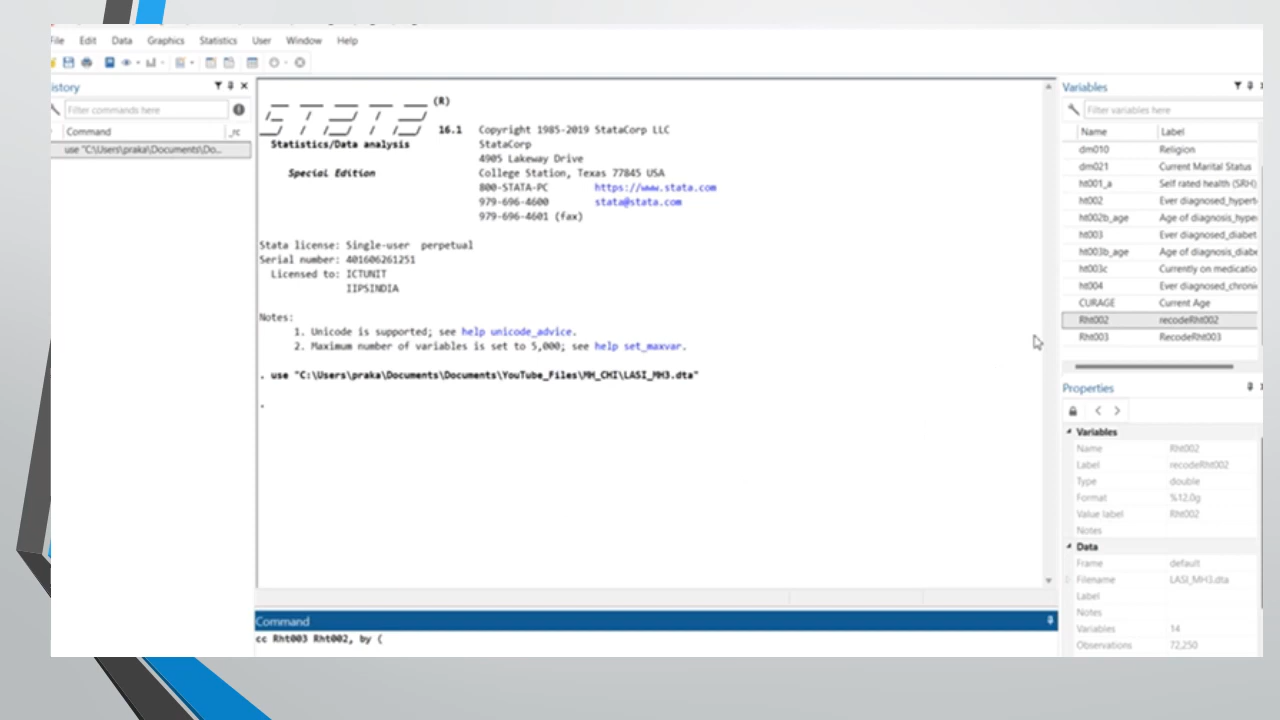 File Edit Data Graphics Statistics User Window Help
istory
Filter commands here
Command _rc
use "C:\Users\praka\Documents\Do...
(R)
STATA 16.1 Copyright 1985-2019 StataCorp LLC
Statistics/Data analysis StataCorp
4905 Lakeway Drive
Special Edition College Station, Texas 77845 USA
800-STATA-PC https://www.stata.com
979-696-4600 stata@stata.com
979-696-4601 (fax)
Stata license: Single-user perpetual
Serial number: 401606261251
Licensed to: ICTUNIT
IIPSINDIA
Notes:
1. Unicode is supported; see help unicode_advice.
2. Maximum number of variables is set to 5,000; see help set_maxvar.
. use "C:\Users\praka\Documents\Documents\YouTube_Files\MH_CHI\LASI_MH3.dta"
.
Command
cc Rht003 Rht002, by (
Variables
Filter variables here
Name Label
dm010 Religion
dm021 Current Marital Status
ht001_a Self rated health (SRH)
ht002 Ever diagnosed_hypert
ht002b_age Age of diagnosis_hype
ht003 Ever diagnosed_diabet
ht003b_age Age of diagnosis_diabe
ht003c Currently on medicatio
ht004 Ever diagnosed_chroni
CURAGE Current Age
Rht002 recodeRht002
Rht003 RecodeRht003
Properties
Variables
Name Rht002
Label recodeRht002
Type double
Format %12.0g
Value label Rht002
Notes
Data
Frame default
Filename LASI_MH3.dta
Label
Notes
Variables 14
Observations 72,250